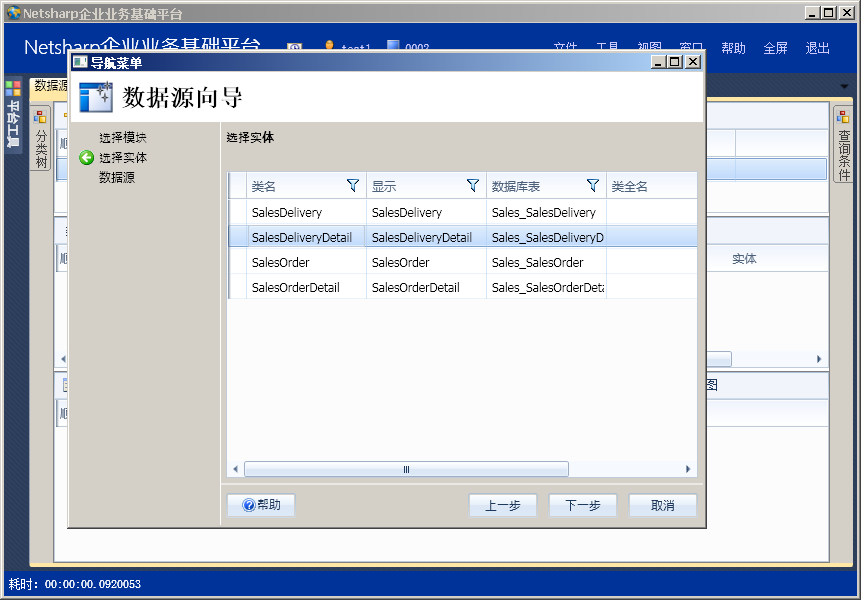 Netsharp企业业务基础平台
Netsharp企业业务基础平台
test1
0002
文件 工具 视图 窗口 帮助 全屏 退出
平台工具
数据源
分类树
查询条件
导航菜单
数据源向导
选择模块
选择实体
数据源
选择实体
类名 显示 数据库表 类全名
SalesDelivery SalesDelivery Sales_SalesDelivery
SalesDeliveryDetail SalesDeliveryDetail Sales_SalesDeliveryD
SalesOrder SalesOrder Sales_SalesOrder
SalesOrderDetail SalesOrderDetail Sales_SalesOrderDeta
帮助 上一步 下一步 取消
实体
图
耗时: 00:00:00.0920053